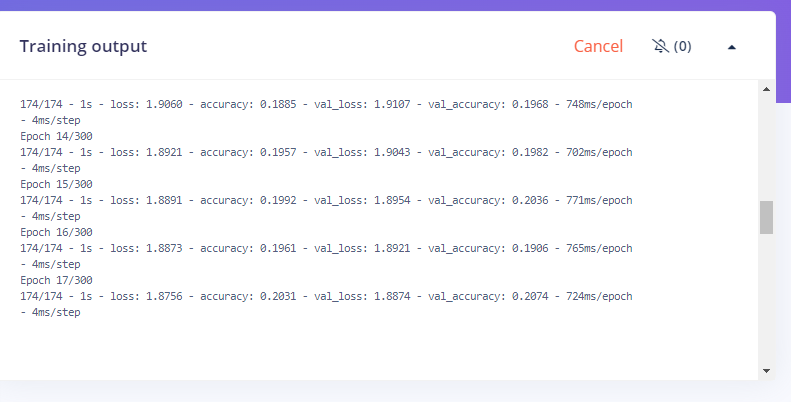 Training output
Cancel
(0)
174/174 - 1s - loss: 1.9060 - accuracy: 0.1885 - val_loss: 1.9107 - val_accuracy: 0.1968 - 748ms/epoch
- 4ms/step
Epoch 14/300
174/174 - 1s - loss: 1.8921 - accuracy: 0.1957 - val_loss: 1.9043 - val_accuracy: 0.1982 - 702ms/epoch
- 4ms/step
Epoch 15/300
174/174 - 1s - loss: 1.8891 - accuracy: 0.1992 - val_loss: 1.8954 - val_accuracy: 0.2036 - 771ms/epoch
- 4ms/step
Epoch 16/300
174/174 - 1s - loss: 1.8873 - accuracy: 0.1961 - val_loss: 1.8921 - val_accuracy: 0.1906 - 765ms/epoch
- 4ms/step
Epoch 17/300
174/174 - 1s - loss: 1.8756 - accuracy: 0.2031 - val_loss: 1.8874 - val_accuracy: 0.2074 - 724ms/epoch
- 4ms/step